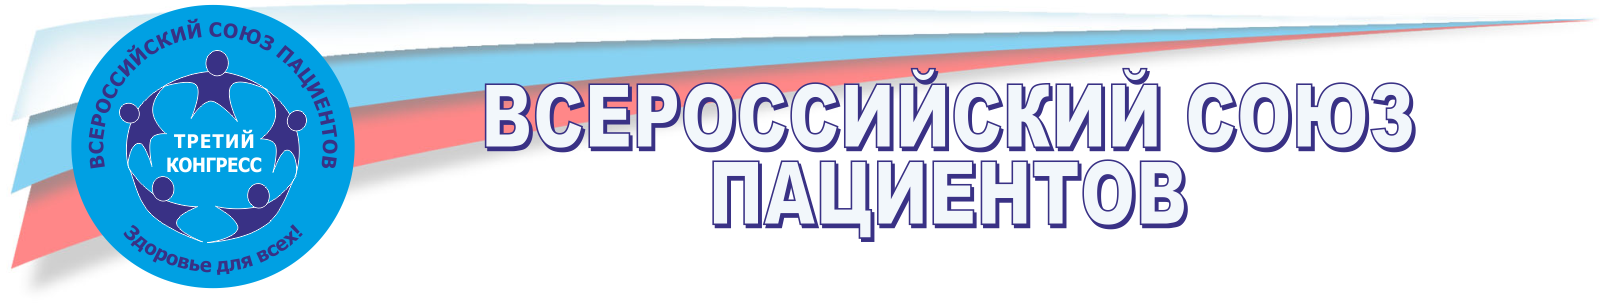 ВСЕРОССИЙСКИЙ СОЮЗ ПАЦИЕНТОВ
ТРЕТИЙ
КОНГРЕСС
Здоровье для всех!
ВСЕРОССИЙСКИЙ СОЮЗ
ПАЦИЕНТОВ